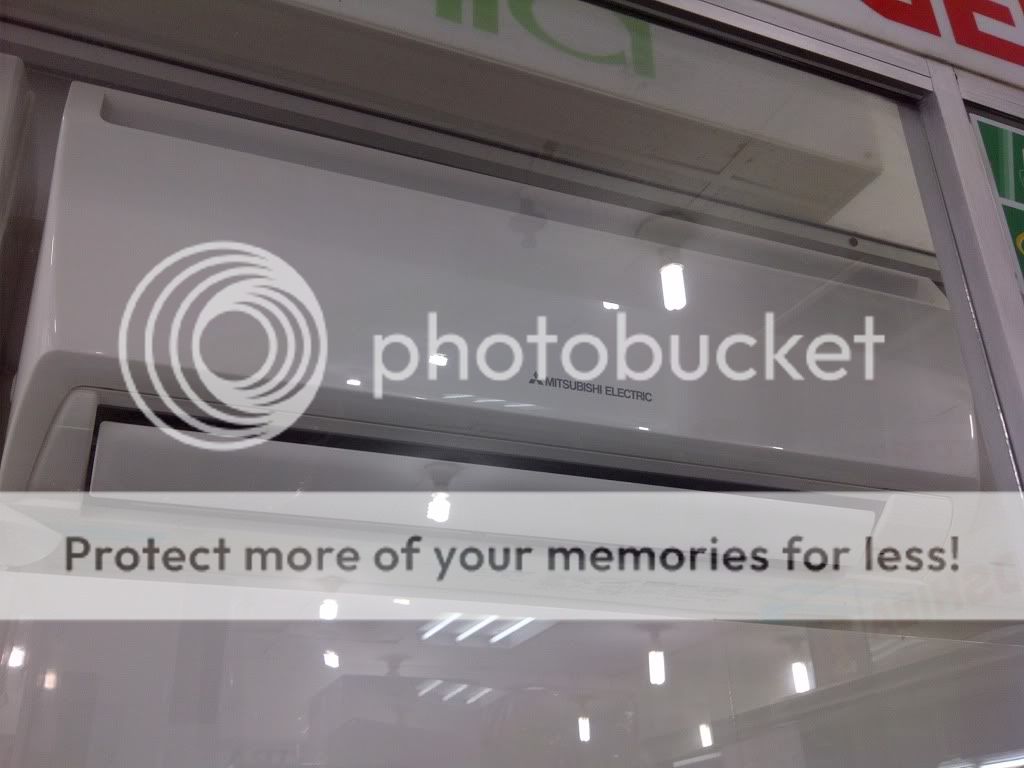 photobucket
MITSUBISHI ELECTRIC
Protect more of your memories for less!